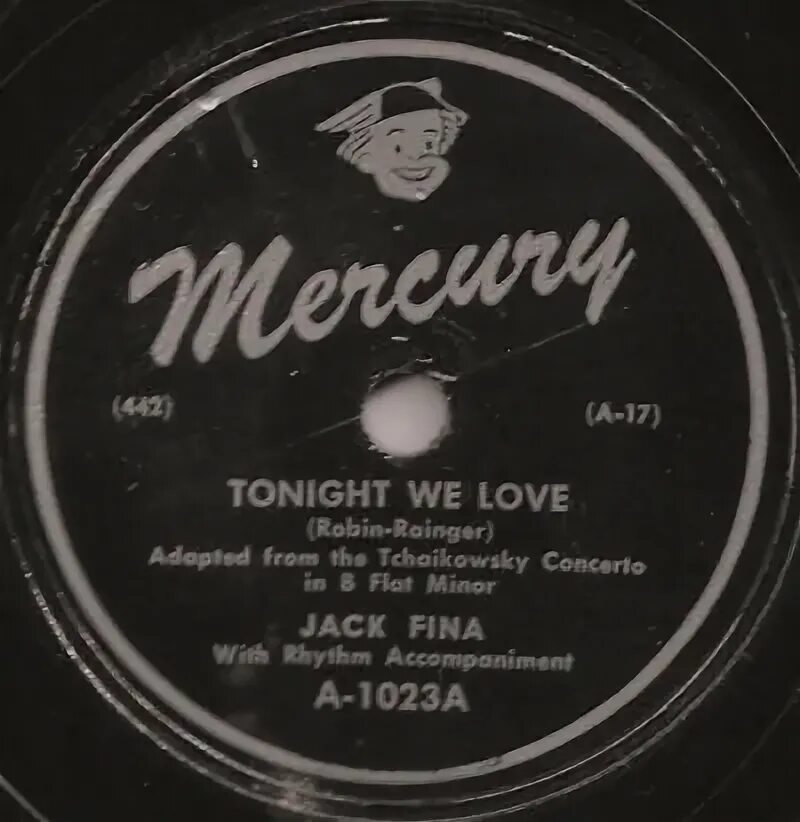 Mercury
(442)
(A-17)
TONIGHT WE LOVE
(Robin-Rainger)
Adapted from the Tchaikowsky Concerto
in B Flat Minor
JACK FINA
With Rhythm Accompaniment
A-1023A